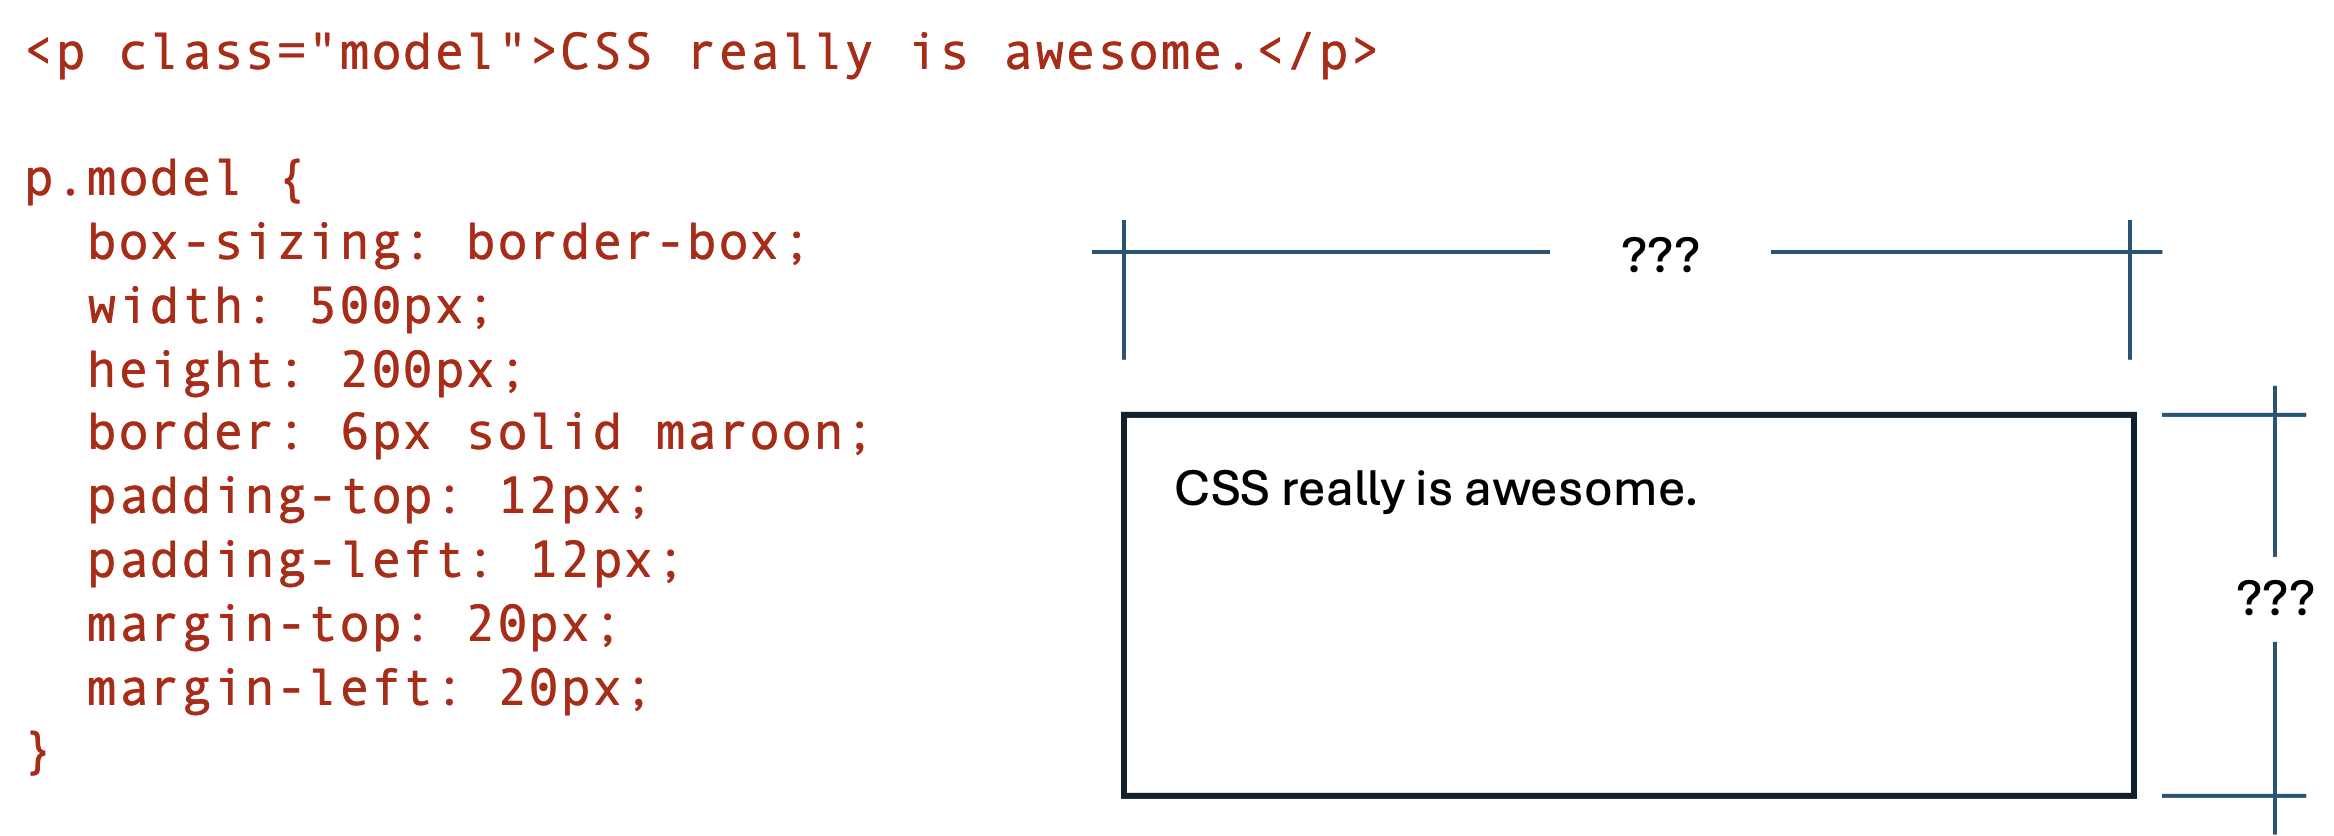 <p class="model">CSS really is awesome.</p>
p.model {
  box-sizing: border-box;
  width: 500px;
  height: 200px;
  border: 6px solid maroon;
  padding-top: 12px;
  padding-left: 12px;
  margin-top: 20px;
  margin-left: 20px;
}
???
CSS really is awesome.
???